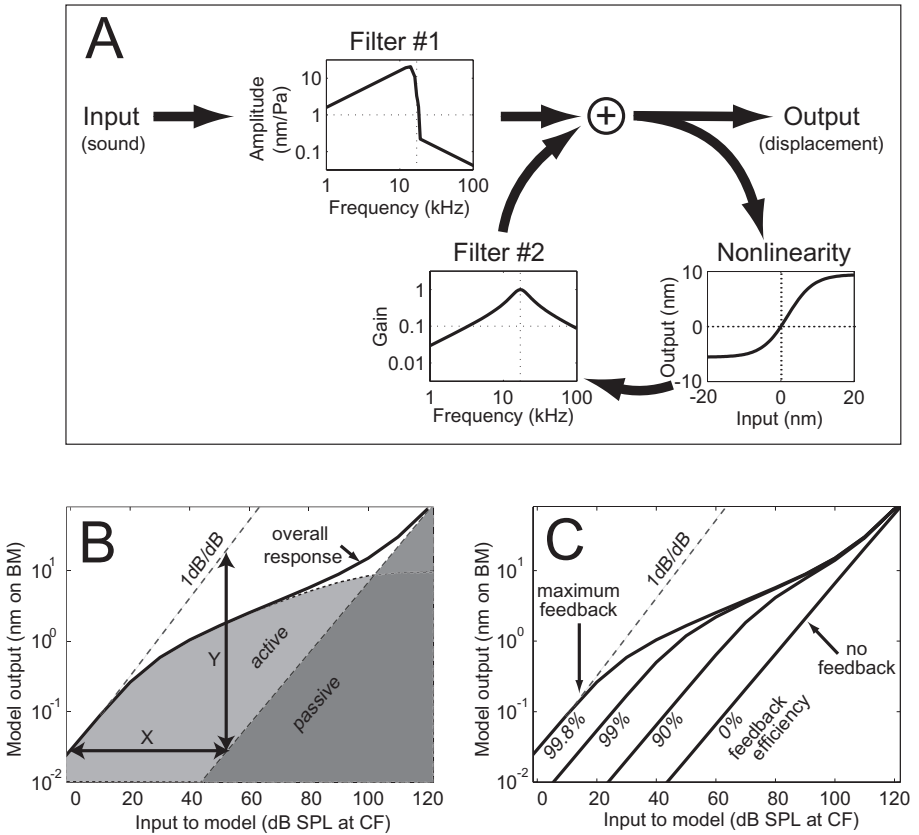 A
Filter #1
Input
(sound)
Amplitude
(nm/Pa)
10
1
0.1
1
10
100
Frequency (kHz)
+
Output
(displacement)
Filter #2
Gain
1
0.1
0.01
1
10
100
Frequency (kHz)
Nonlinearity
Output (nm)
10
0
-10
-20
0
20
Input (nm)
B
Model output (nm on BM)
10^1
10^0
10^-1
10^-2
1dB/dB
overall
response
Y
active
X
passive
0
20
40
60
80
100
120
Input to model (dB SPL at CF)
C
Model output (nm on BM)
10^1
10^0
10^-1
10^-2
1dB/dB
maximum
feedback
no
feedback
99.8%
99%
90%
0%
feedback
efficiency
0
20
40
60
80
100
120
Input to model (dB SPL at CF)